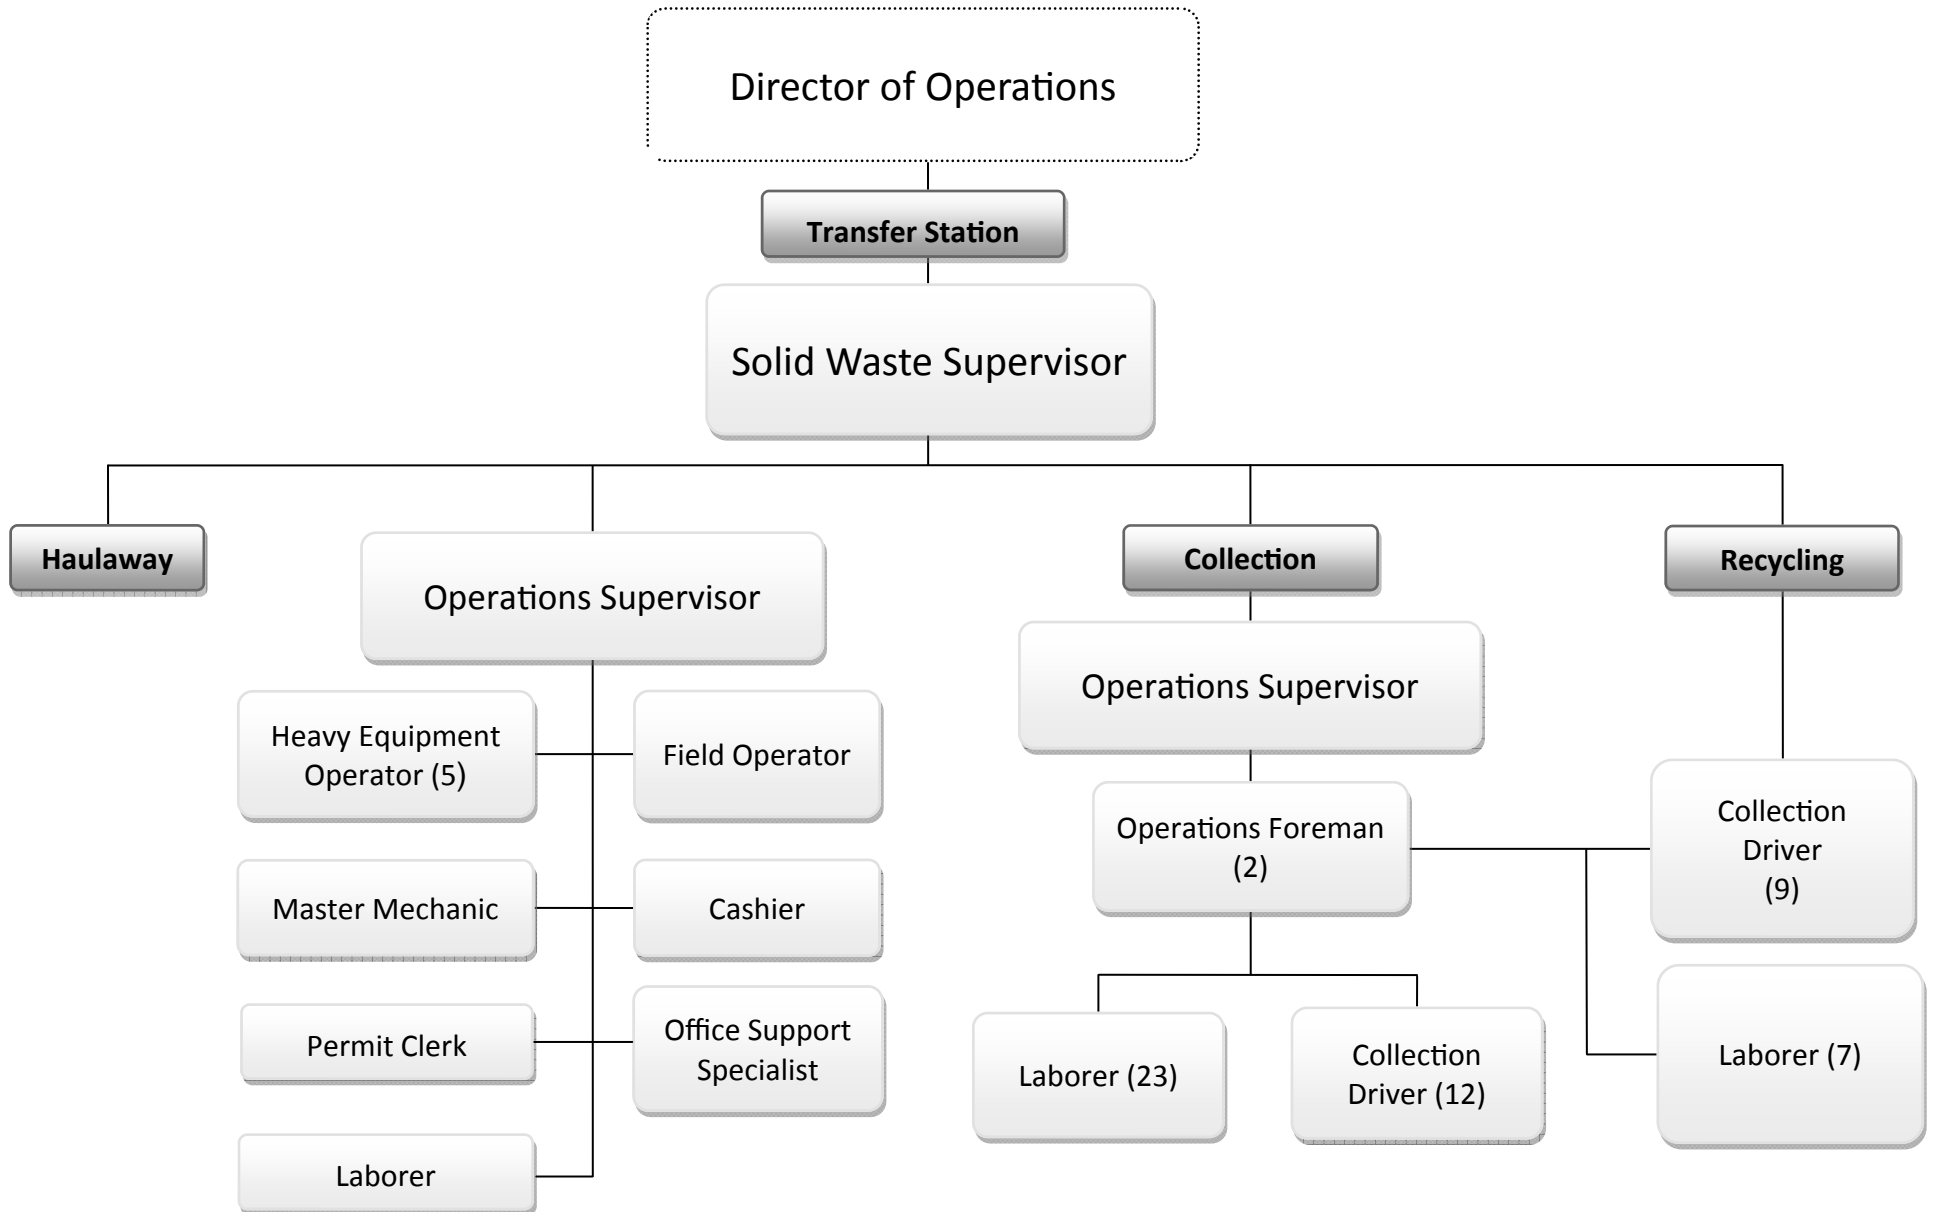 Director of Operations
Transfer Station
Solid Waste Supervisor
Haulaway
Operations Supervisor
Heavy Equipment
Operator (5)
Field Operator
Master Mechanic
Cashier
Permit Clerk
Office Support
Specialist
Laborer
Collection
Operations Supervisor
Operations Foreman
(2)
Laborer (23)
Collection
Driver (12)
Recycling
Collection
Driver
(9)
Laborer (7)